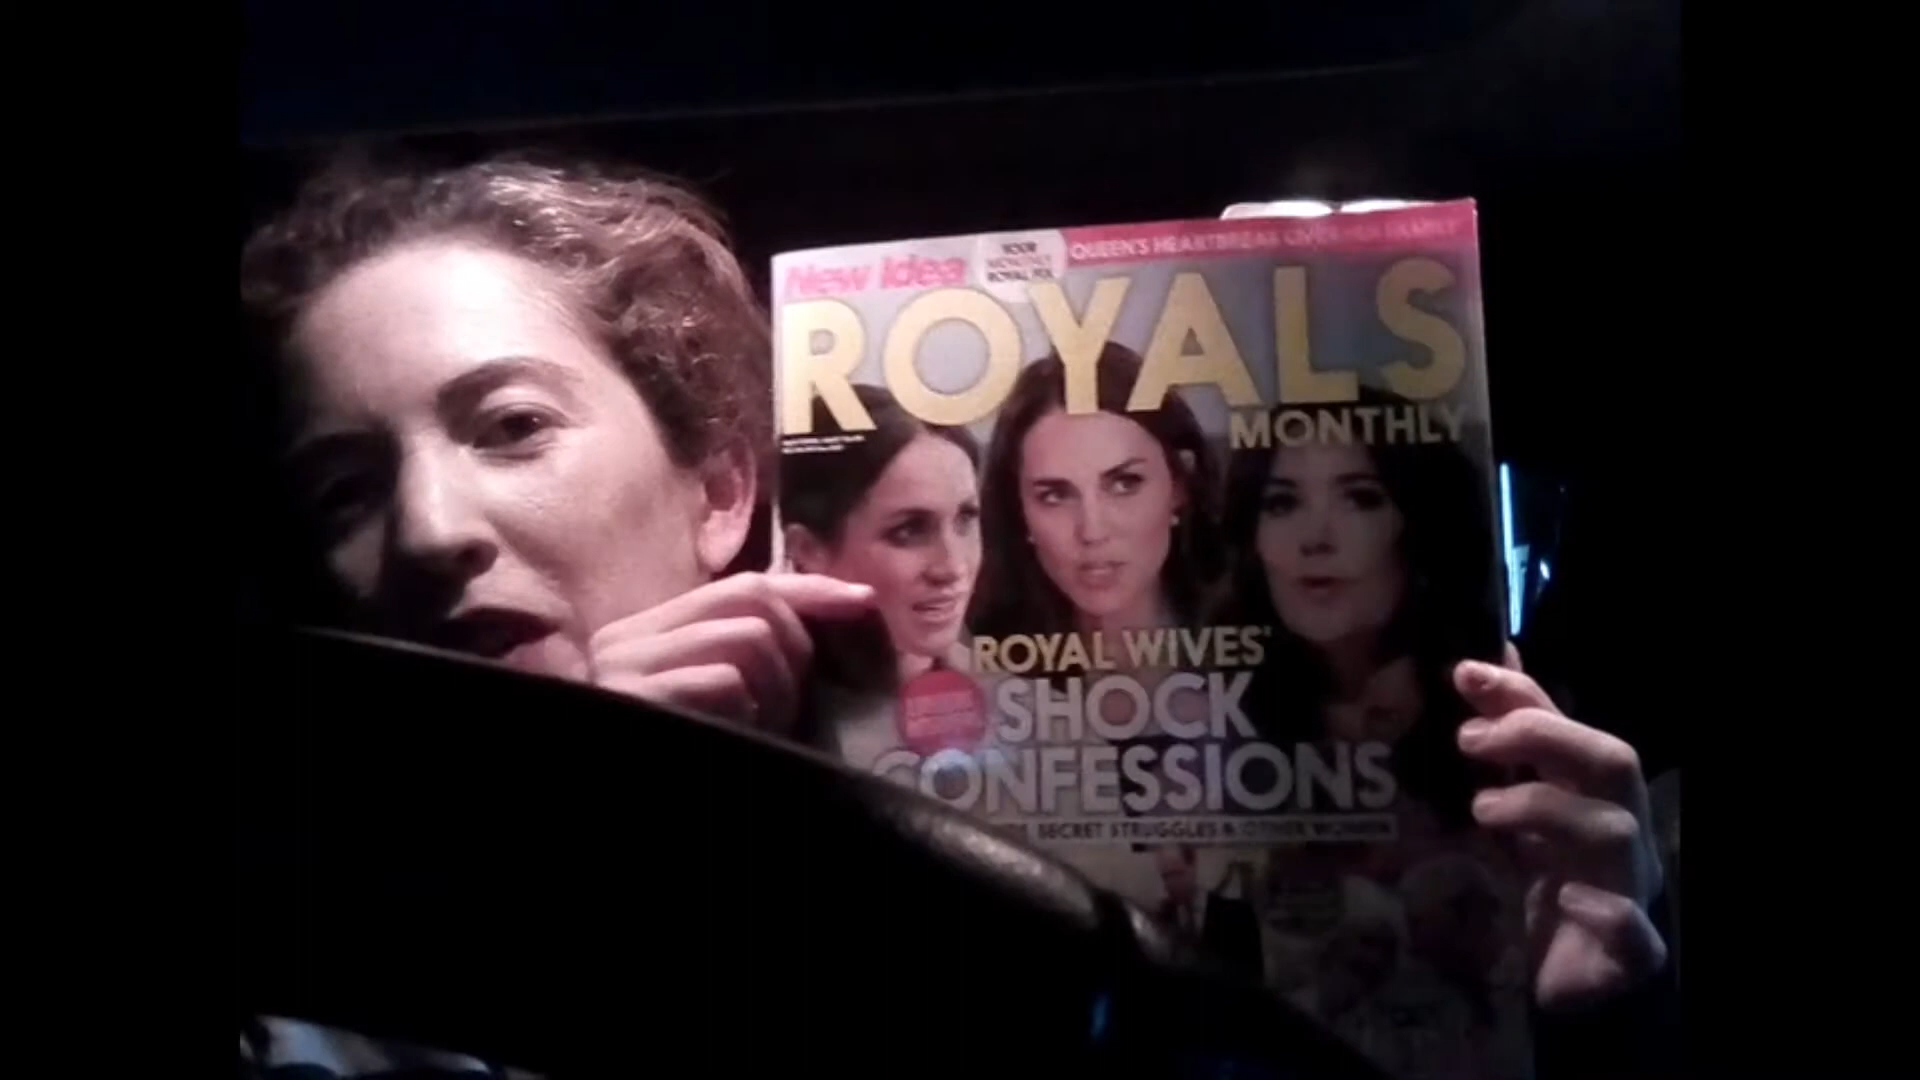 New Idea
YOUR
MONTHLY
ROYAL FIX
QUEEN'S HEARTBREAK OVER HER FAMILY
ROYALS
MONTHLY
ROYAL WIVES'
SHOCK
CONFESSIONS
SECRET STRUGGLES & OTHER WOMEN